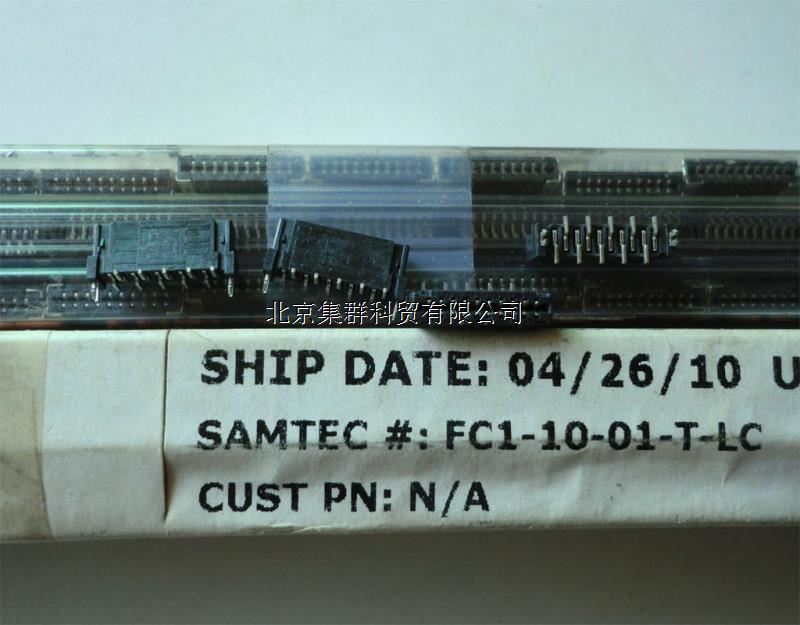 北京集群科贸有限公司
SHIP DATE: 04/26/10 U
SAMTEC #: FC1-10-01-T-LC
CUST PN: N/A